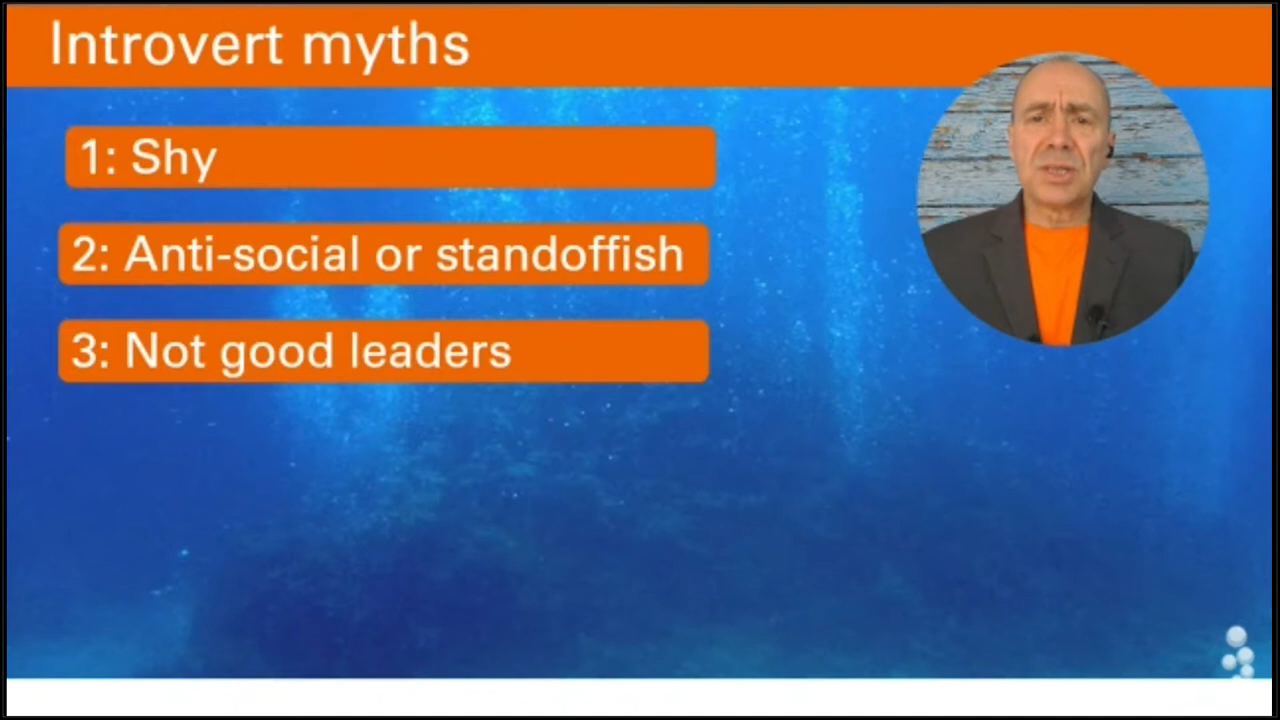 Introvert myths
1: Shy
2: Anti-social or standoffish
3: Not good leaders